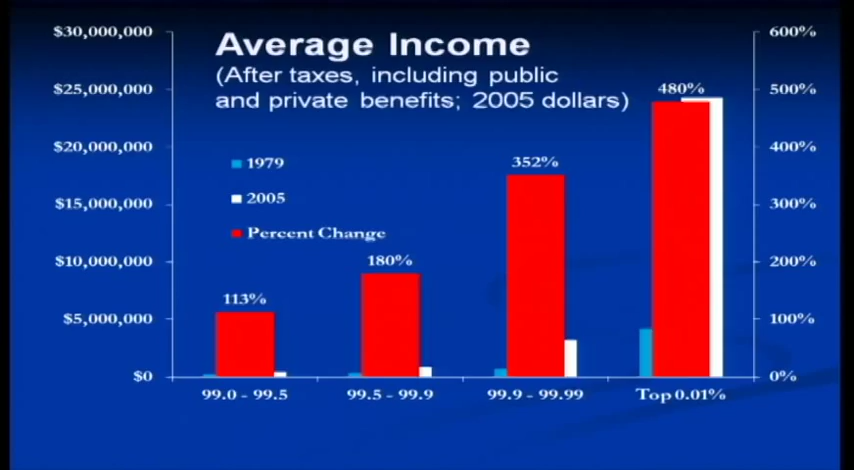 Average Income
(After taxes, including public
and private benefits; 2005 dollars)
$30,000,000
$25,000,000
$20,000,000
$15,000,000
$10,000,000
$5,000,000
$0
600%
500%
400%
300%
200%
100%
0%
1979
2005
Percent Change
113%
180%
352%
480%
99.0 - 99.5
99.5 - 99.9
99.9 - 99.99
Top 0.01%